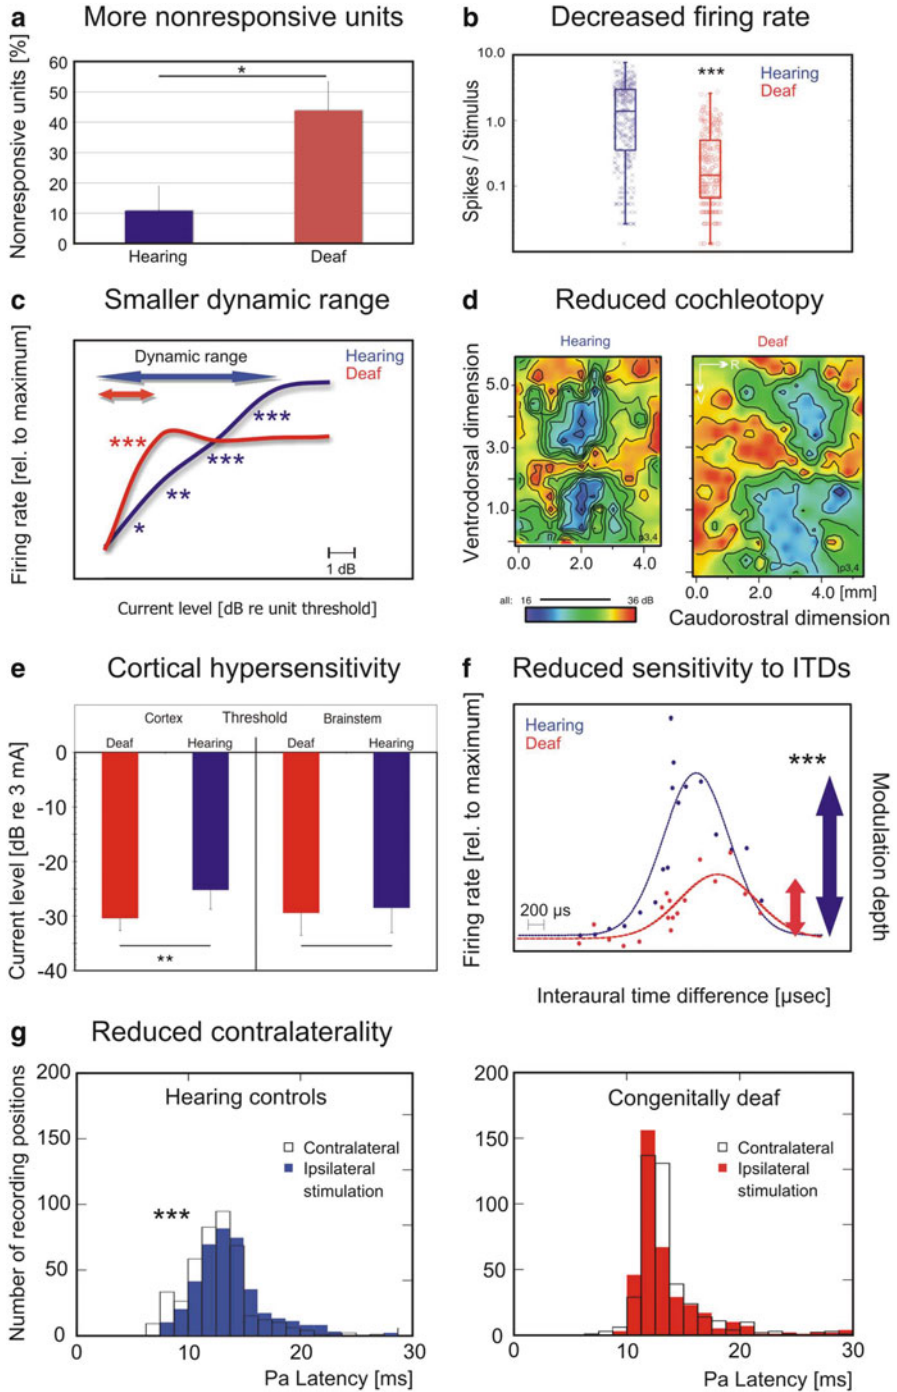 a More nonresponsive units
Nonresponsive units [%]
60
50
40
30
20
10
0
*
Hearing
Deaf
b Decreased firing rate
Spikes / Stimulus
10.0
1.0
0.1
***
Hearing
Deaf
c Smaller dynamic range
Firing rate [rel. to maximum]
Dynamic range
Hearing
Deaf
***
***
***
**
*
1 dB
Current level [dB re unit threshold]
d Reduced cochleotopy
Hearing
Deaf
Ventrodorsal dimension
5.0
3.0
1.0
R
V
p3,4
p3,4
0.0 2.0 4.0
0.0 2.0 4.0 [mm]
all: 16 36 dB
Caudorostral dimension
e Cortical hypersensitivity
Current level [dB re 3 mA]
Cortex Threshold Brainstem
Deaf Hearing Deaf Hearing
0
-10
-20
-30
-40
**
f Reduced sensitivity to ITDs
Firing rate [rel. to maximum]
Hearing
Deaf
***
200 µs
Modulation depth
Interaural time difference [µsec]
g Reduced contralaterality
Number of recording positions
200
150
100
50
0
Hearing controls
Contralateral
Ipsilateral
stimulation
***
0 10 20 30
Pa Latency [ms]
200
150
100
50
0
Congenitally deaf
Contralateral
Ipsilateral
stimulation
0 10 20 30
Pa Latency [ms]